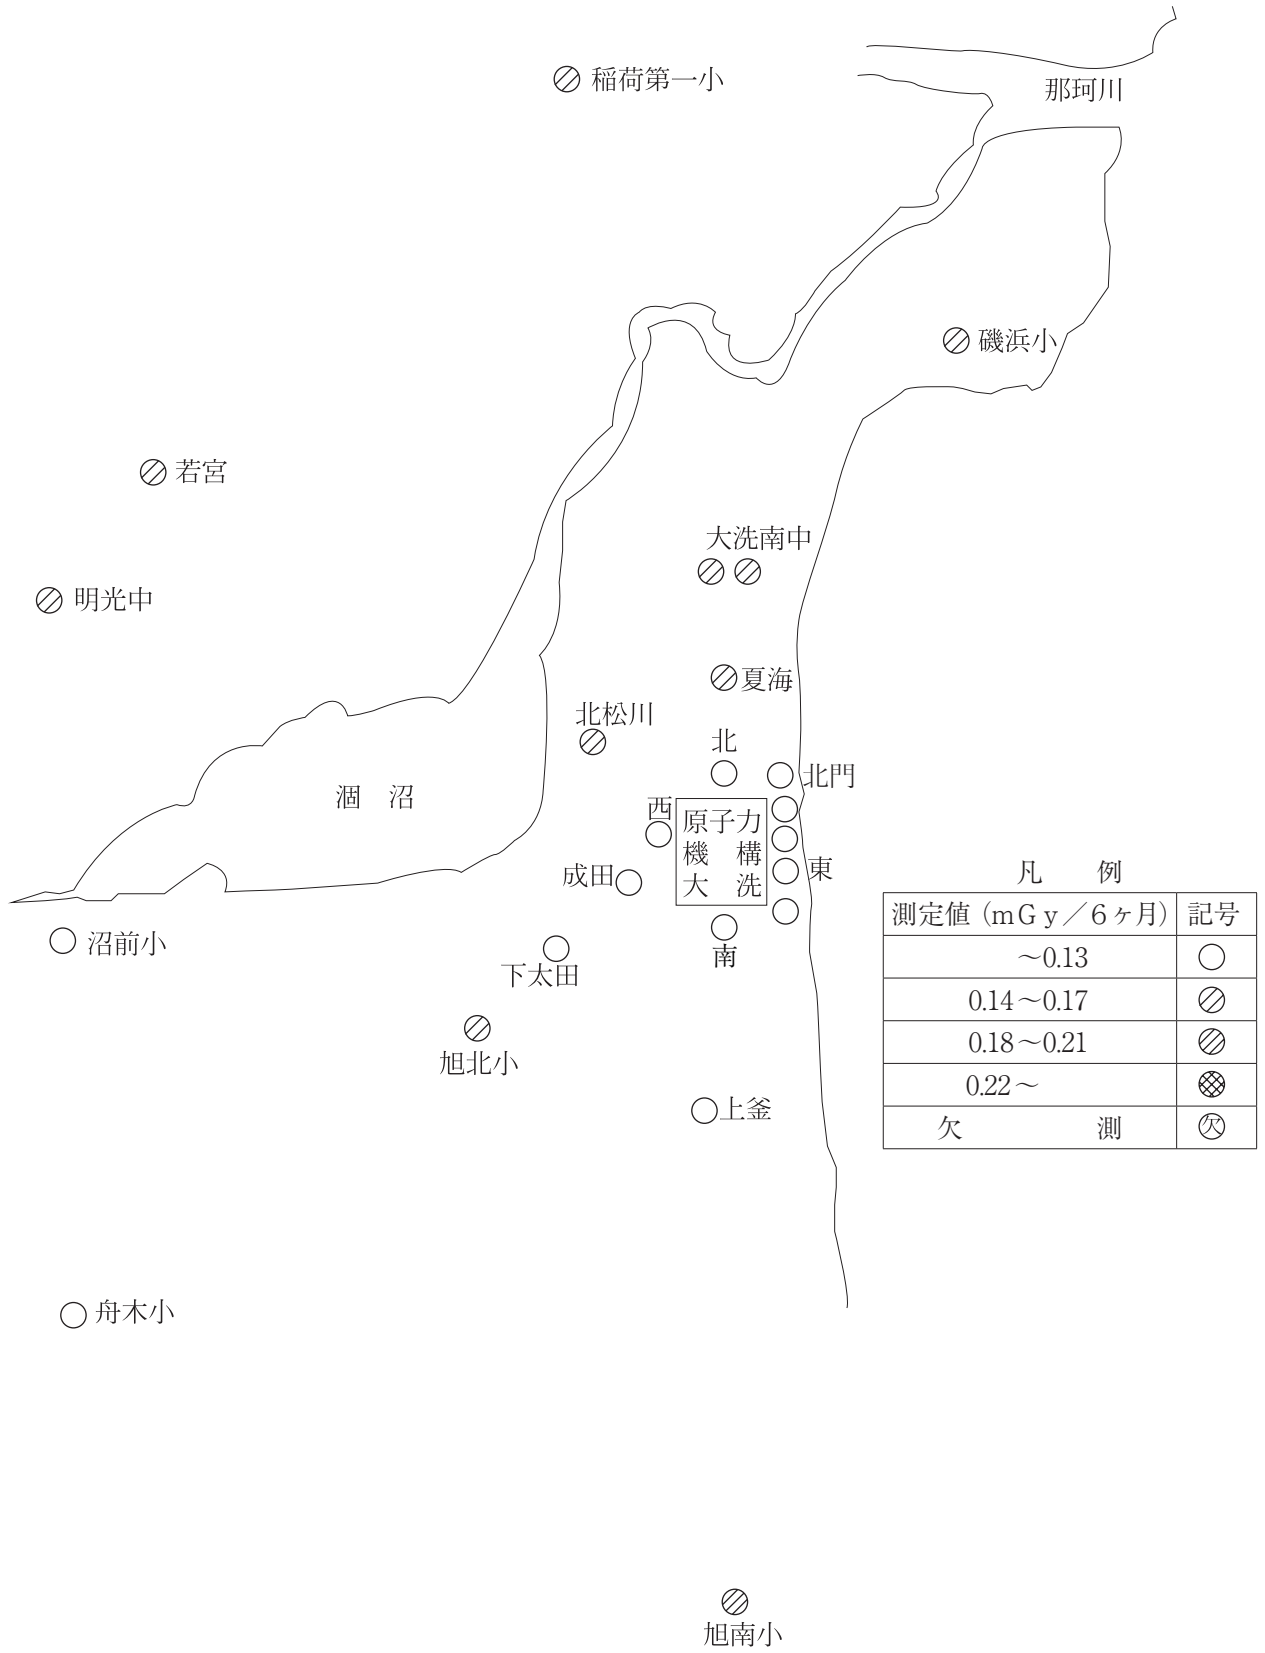 稲荷第一小
那珂川
磯浜小
若宮
大洗南中
明光中
夏海
北松川
北
北門
涸 沼
西
原子力
機 構
大 洗
東
成田
南
沼前小
下太田
旭北小
上釜
舟木小
旭南小
凡 例
測定値(mGy/6ヶ月) 記号
~0.13
0.14~0.17
0.18~0.21
0.22~
欠 測 欠